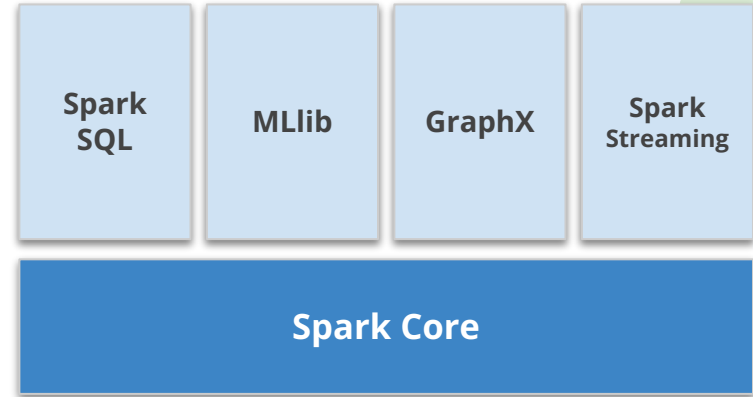 Spark
SQL
MLlib
GraphX
Spark
Streaming
Spark Core